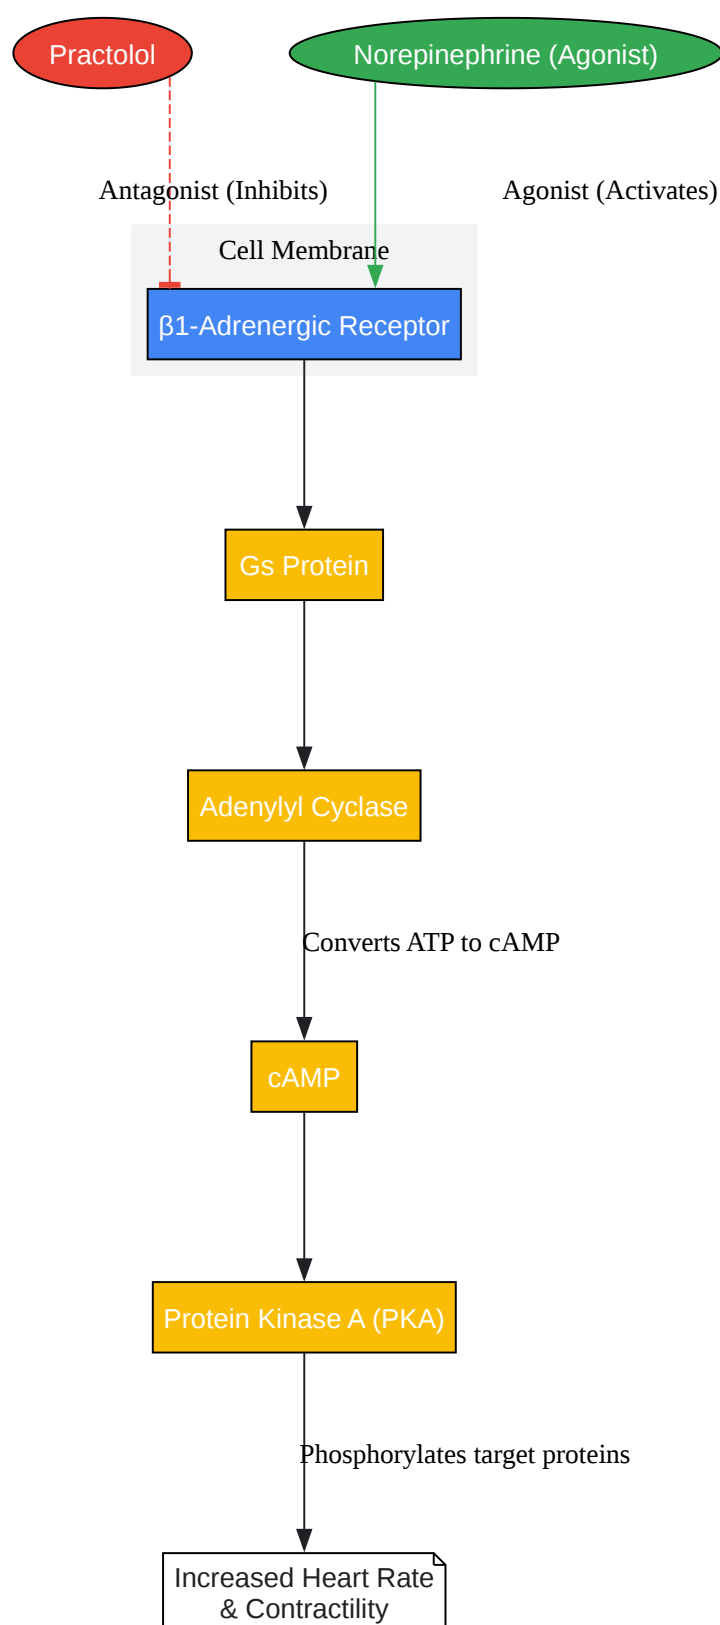 Practolol
Norepinephrine (Agonist)
Antagonist (Inhibits)
Agonist (Activates)
Cell Membrane
β1-Adrenergic Receptor
Gs Protein
Adenylyl Cyclase
Converts ATP to cAMP
cAMP
Protein Kinase A (PKA)
Phosphorylates target proteins
Increased Heart Rate
& Contractility